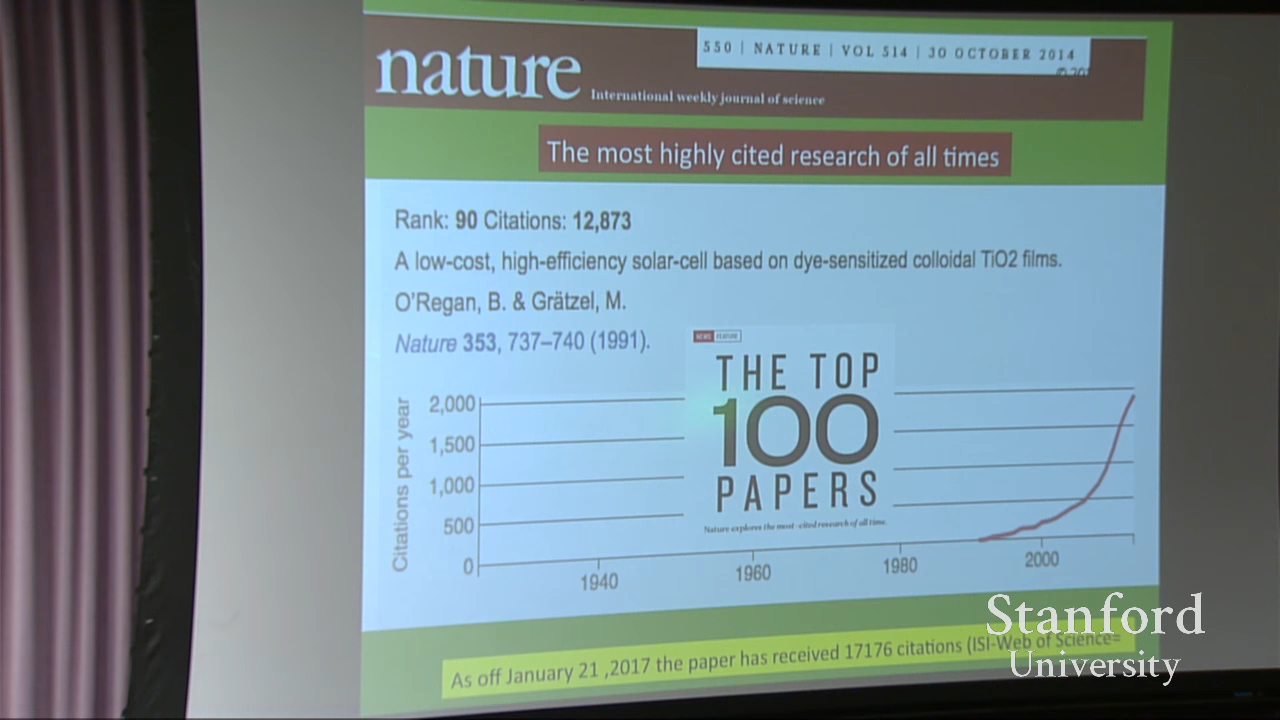 nature
International weekly journal of science
550 | NATURE | VOL 514 | 30 OCTOBER 2014
The most highly cited research of all times
Rank: 90 Citations: 12,873
A low-cost, high-efficiency solar-cell based on dye-sensitized colloidal TiO2 films.
O'Regan, B. & Grätzel, M.
Nature 353, 737–740 (1991).
NEWS FEATURE
THE TOP
100
PAPERS
Nature explores the most-cited research of all time.
Citations per year
2,000
1,500
1,000
500
0
1940
1960
1980
2000
As off January 21 ,2017 the paper has received 17176 citations (ISI-Web of Science=
Stanford
University